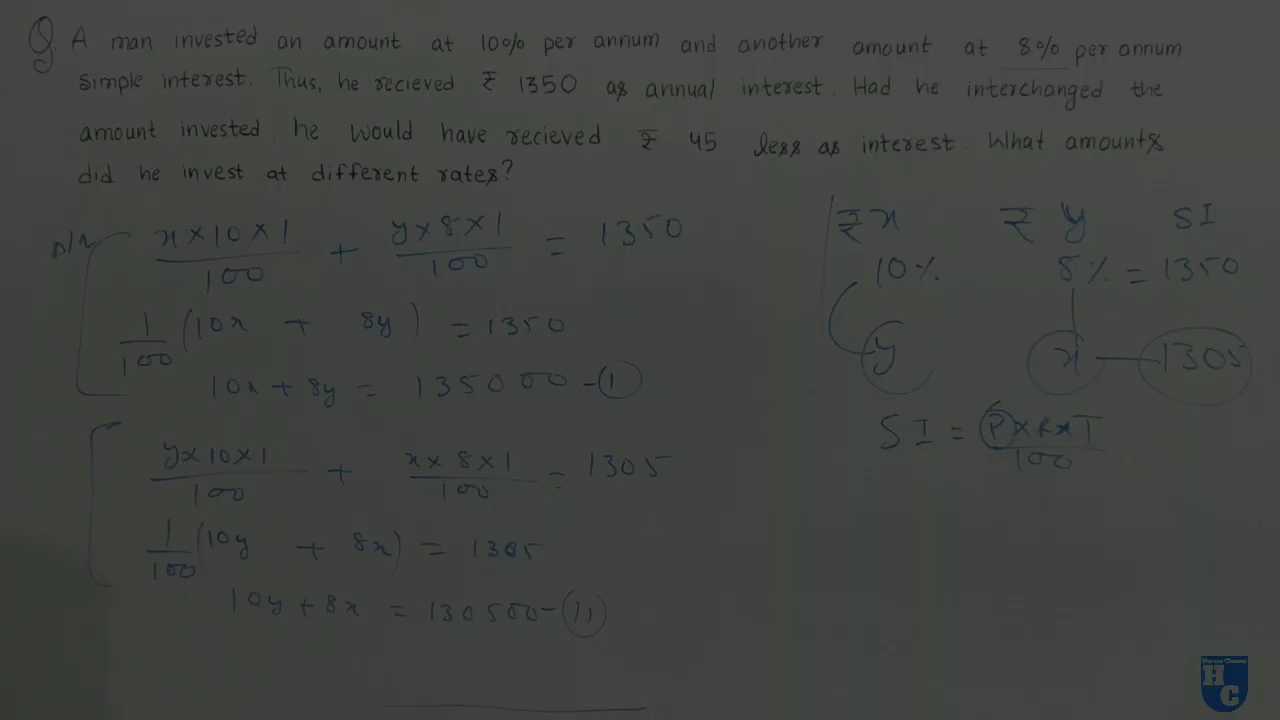 Q. A man invested an amount at 10% per annum and another amount at 8% per annum
simple interest. Thus, he recieved ₹ 1350 as annual interest. Had he interchanged the
amount invested, he would have recieved ₹ 45 less as interest. What amounts
did he invest at different rates?
x × 10 × 1 / 100 + y × 8 × 1 / 100 = 1350
1/100 (10x + 8y) = 1350
10x + 8y = 135000 - (1)
y × 10 × 1 / 100 + x × 8 × 1 / 100 = 1305
1/100 (10y + 8x) = 1305
10y + 8x = 130500 - (11)
₹ x ₹ y SI
10% 8% = 1350
y x 1305
SI = P × R × T / 100
HC